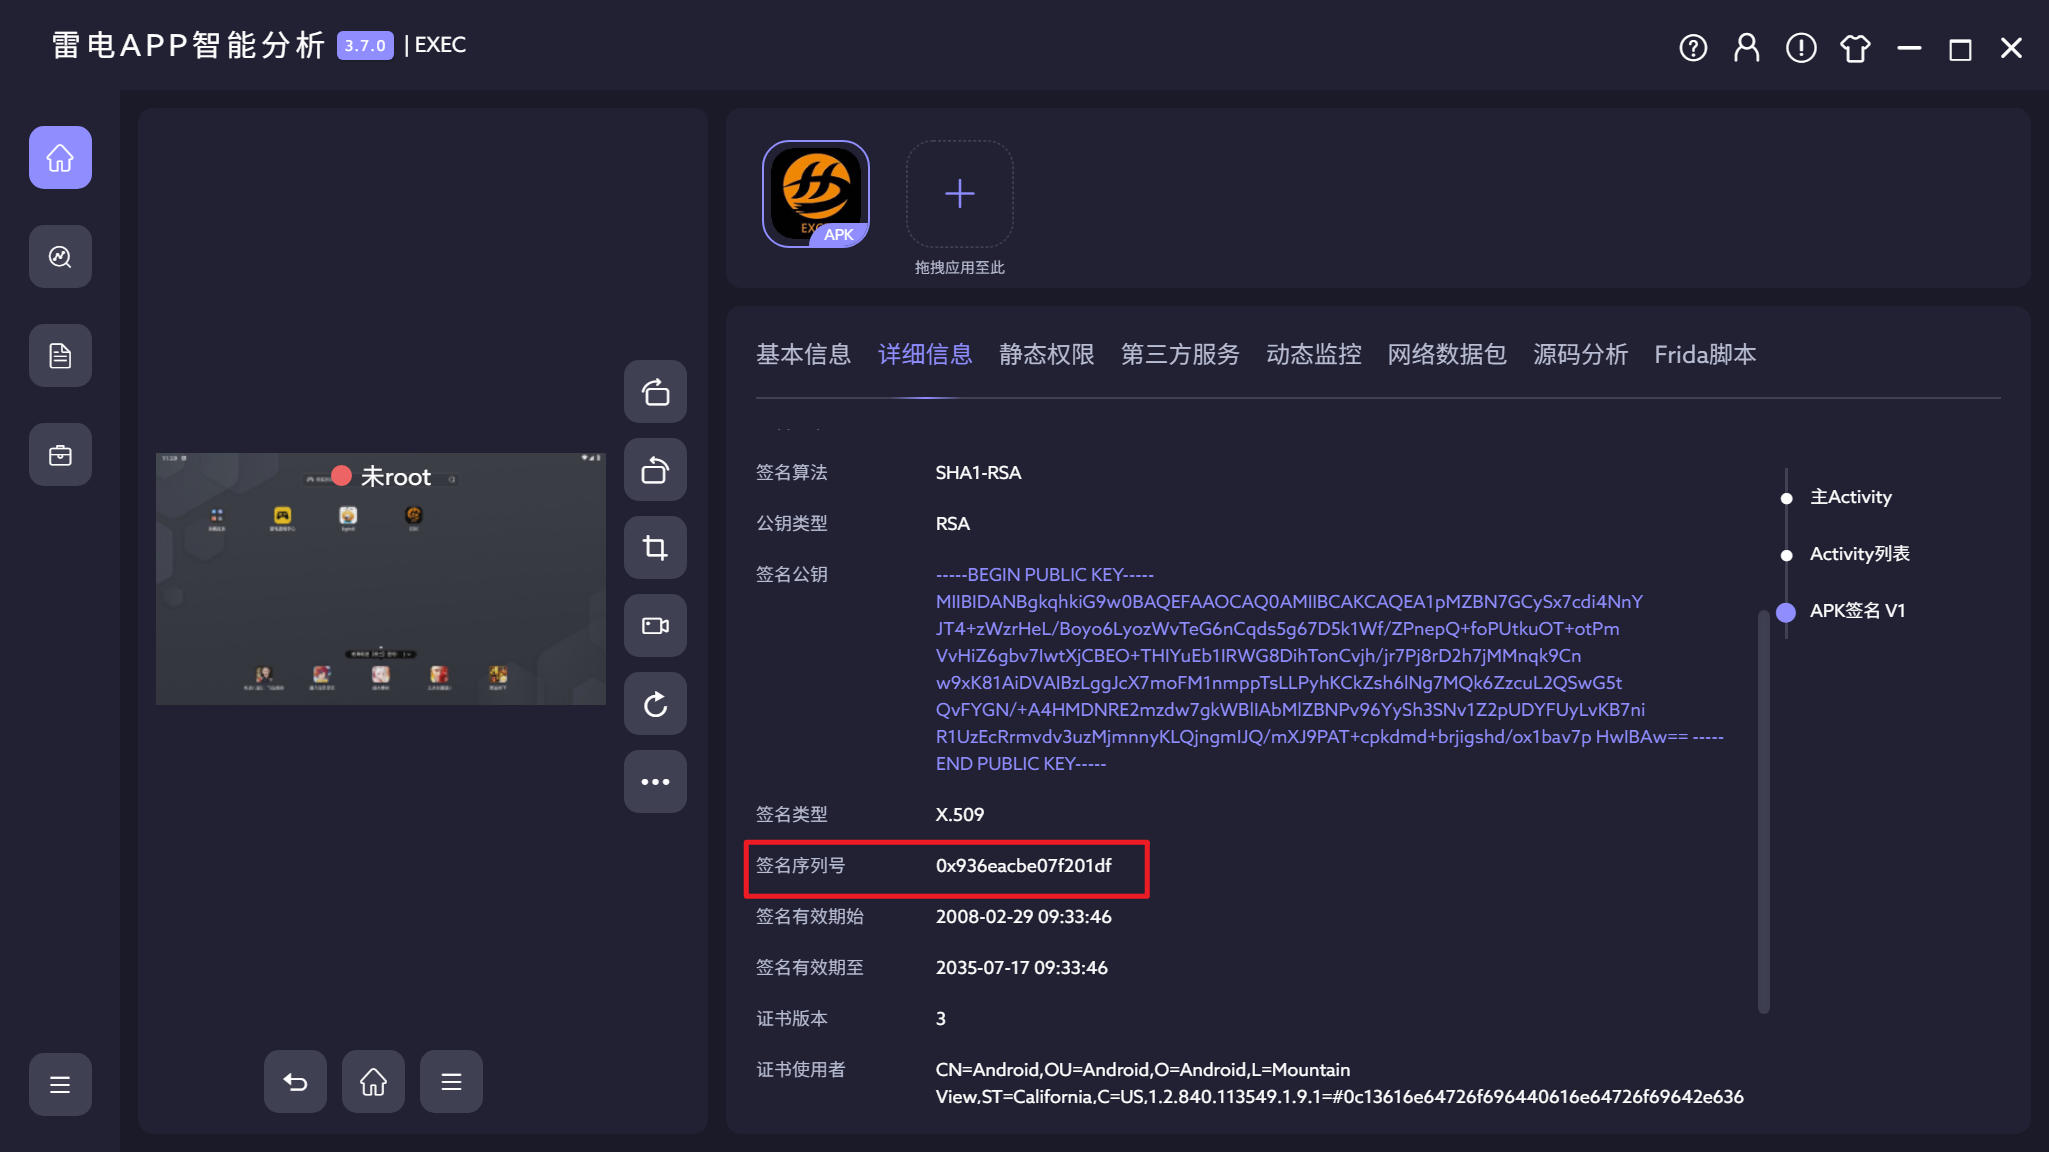 雷电APP智能分析 3.7.0 | EXEC
APK
拖拽应用至此
基本信息 详细信息 静态权限 第三方服务 动态监控 网络数据包 源码分析 Frida脚本
未root
签名算法 SHA1-RSA
公钥类型 RSA
签名公钥 -----BEGIN PUBLIC KEY-----
MIIBIDANBgkqhkiG9w0BAQEFAAOCAQ0AMIIBCAKCAQEA1pMZBN7GCySx7cdi4NnY
JT4+zWzrHeL/Boyo6LyozWvTeG6nCqds5g67D5k1Wf/ZPnepQ+foPUtkuOT+otPm
VvHiZ6gbv7IwtXjCBEO+THIYuEb1IRWG8DihTonCvjh/jr7Pj8rD2h7jMMnqk9Cn
w9xK81AiDVAIBzLggJcX7moFM1nmppTsLLPyhKCkZsh6lNg7MQk6ZzcuL2QSwG5t
QvFYGN/+A4HMDNRE2mzdw7gkWBlIAbMlZBNPv96YySh3SNv1Z2pUDYFUyLvKB7ni
R1UzEcRrmvdv3uzMjmnnyKLQjngmIJQ/mXJ9PAT+cpkdmd+brjigshd/ox1bav7p HwIBAw== -----
END PUBLIC KEY-----
签名类型 X.509
签名序列号 0x936eacbe07f201df
签名有效期始 2008-02-29 09:33:46
签名有效期至 2035-07-17 09:33:46
证书版本 3
证书使用者 CN=Android,OU=Android,O=Android,L=Mountain
View,ST=California,C=US,1.2.840.113549.1.9.1=#0c13616e64726f696440616e64726f69642e636
主Activity
Activity列表
APK签名 V1